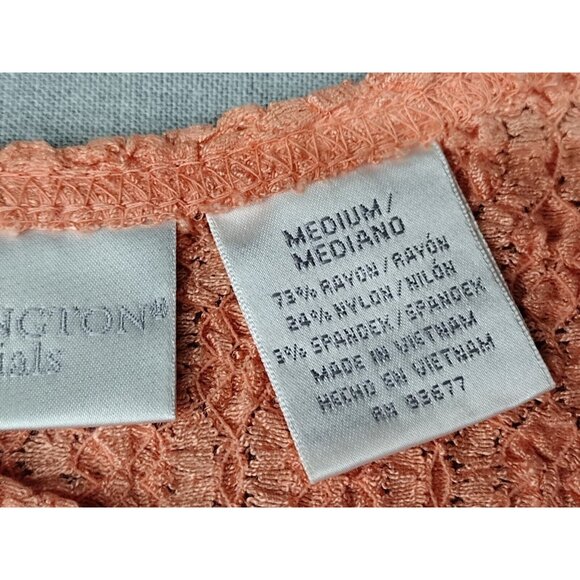 NGTON®
ials
MEDIUM/
MEDIANO
73% RAYON/RAYÓN
24% NYLON/NILÓN
3% SPANDEX/SPANDEX
MADE IN VIETNAM
HECHO EN VIETNAM
RN 83677